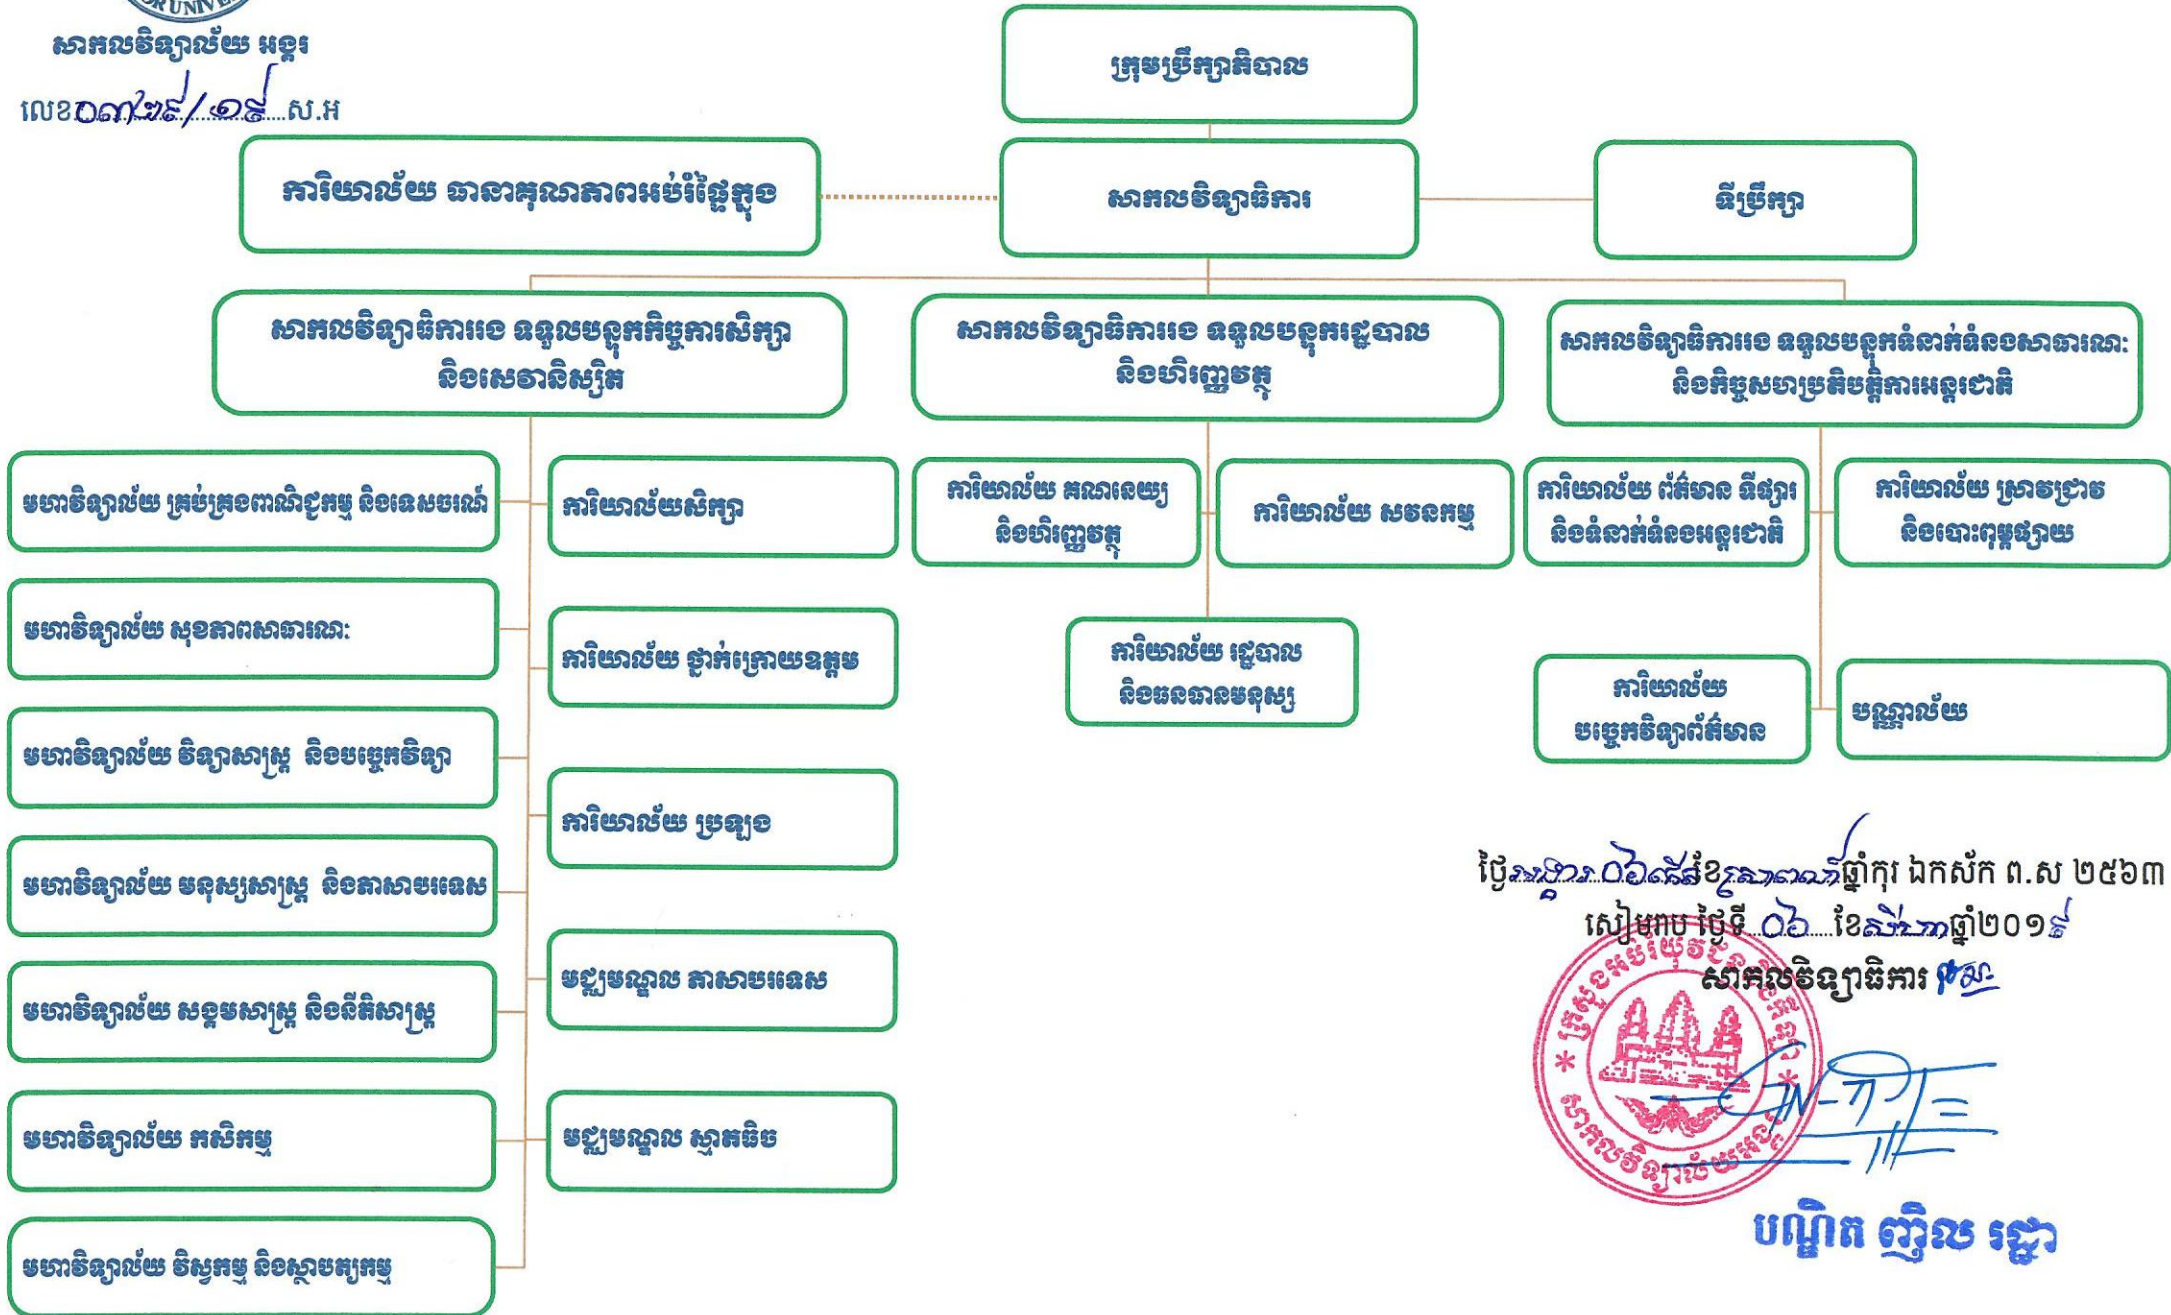 OR UNIVE
សាកលវិទ្យាល័យ អង្គរ
លេខ ០៣២៩/១៩ ស.អ
ក្រុមប្រឹក្សាភិបាល
ការិយាល័យ ធានាគុណភាពអប់រំផ្ទៃក្នុង
សាកលវិទ្យាធិការ
ទីប្រឹក្សា
សាកលវិទ្យាធិការរង ទទួលបន្ទុកកិច្ចការសិក្សា
និងសេវានិស្សិត
សាកលវិទ្យាធិការរង ទទួលបន្ទុករដ្ឋបាល
និងហិរញ្ញវត្ថុ
សាកលវិទ្យាធិការរង ទទួលបន្ទុកទំនាក់ទំនងសាធារណៈ
និងកិច្ចសហប្រតិបត្តិការអន្តរជាតិ
មហាវិទ្យាល័យ គ្រប់គ្រងពាណិជ្ជកម្ម និងទេសចរណ៍
មហាវិទ្យាល័យ សុខភាពសាធារណៈ
មហាវិទ្យាល័យ វិទ្យាសាស្ត្រ និងបច្ចេកវិទ្យា
មហាវិទ្យាល័យ មនុស្សសាស្ត្រ និងភាសាបរទេស
មហាវិទ្យាល័យ សង្គមសាស្ត្រ និងនីតិសាស្ត្រ
មហាវិទ្យាល័យ កសិកម្ម
មហាវិទ្យាល័យ វិស្វកម្ម និងស្ថាបត្យកម្ម
ការិយាល័យសិក្សា
ការិយាល័យ ថ្នាក់ក្រោយឧត្តម
ការិយាល័យ ប្រឡង
មជ្ឈមណ្ឌល ភាសាបរទេស
មជ្ឈមណ្ឌល ស្មាតធិច
ការិយាល័យ គណនេយ្យ
និងហិរញ្ញវត្ថុ
ការិយាល័យ សវនកម្ម
ការិយាល័យ រដ្ឋបាល
និងធនធានមនុស្ស
ការិយាល័យ ព័ត៌មាន ទីផ្សារ
និងទំនាក់ទំនងអន្តរជាតិ
ការិយាល័យ ស្រាវជ្រាវ
និងបោះពុម្ពផ្សាយ
ការិយាល័យ
បច្ចេកវិទ្យាព័ត៌មាន
បណ្ណាល័យ
ថ្ងៃ អង្គារ ០៦កើត ខែ ស្រាពណ៍ ឆ្នាំកុរ ឯកស័ក ព.ស ២៥៦៣
សៀមរាប ថ្ងៃទី ០៦ ខែ សីហា ឆ្នាំ២០១៩
សាកលវិទ្យាធិការ
សាកលវិទ្យាល័យអង្គរ
បណ្ឌិត ញ៉ិល រដ្ឋា